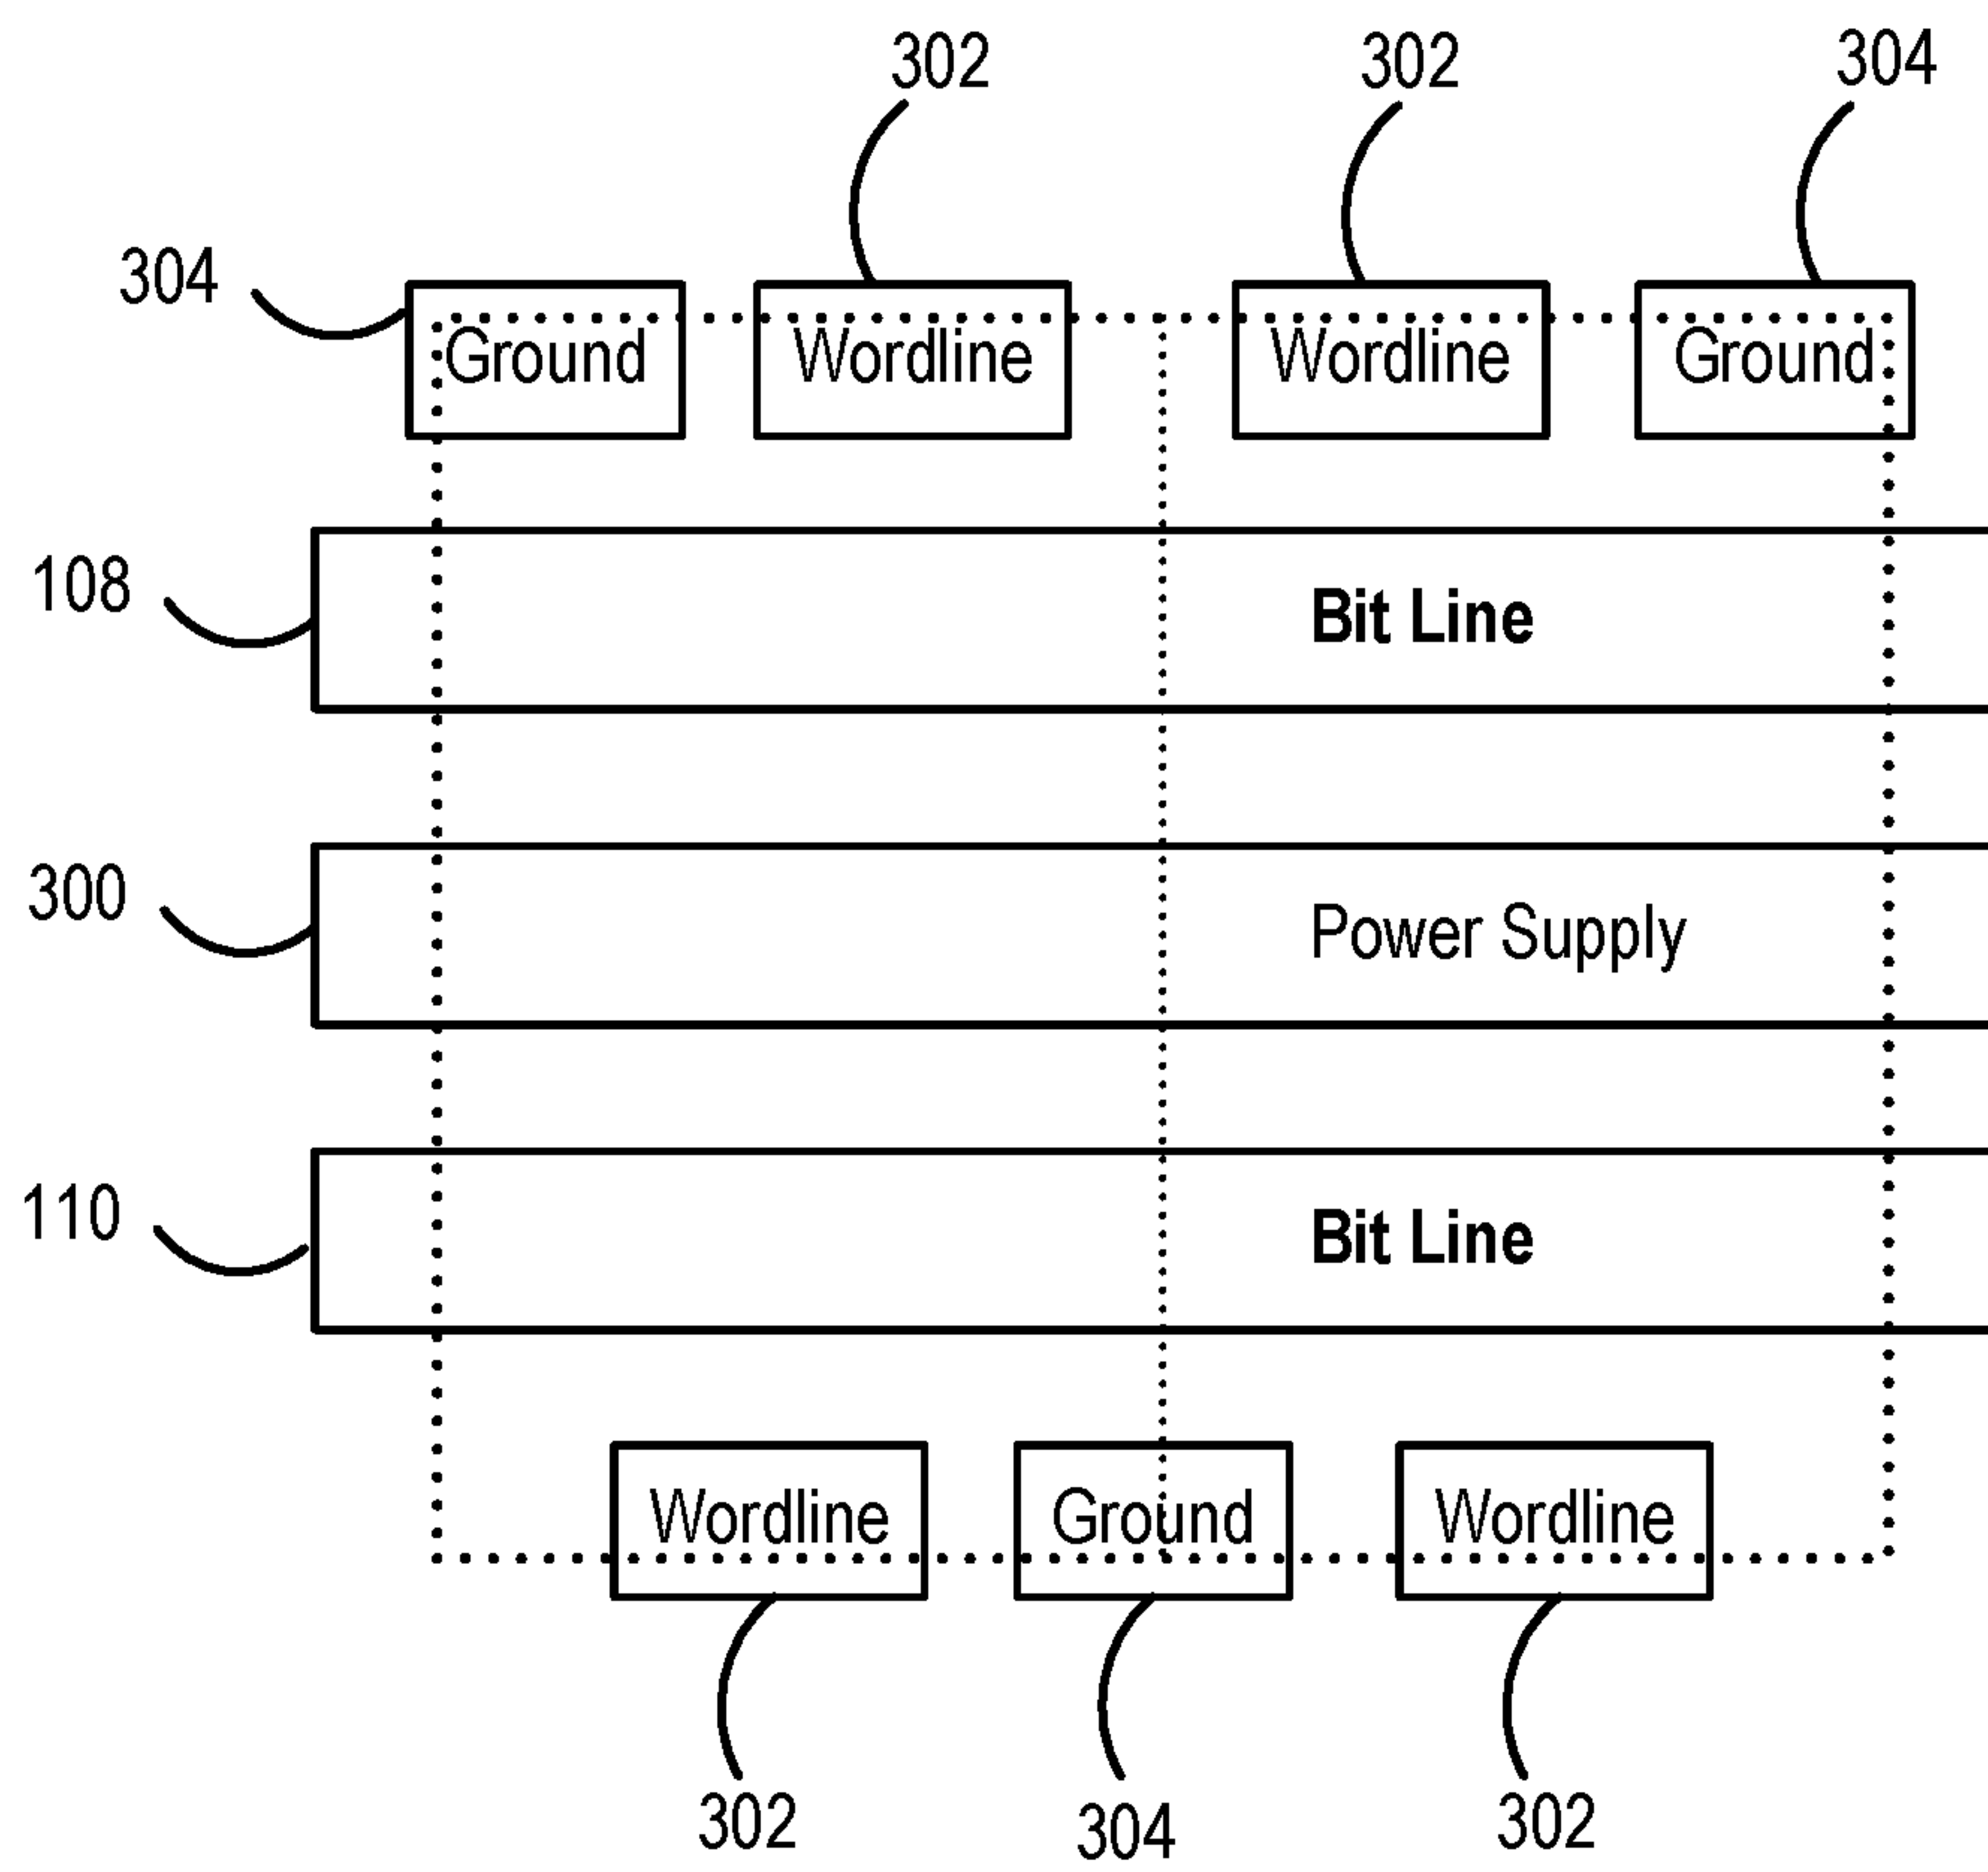 302 302 304
304
Ground Wordline Wordline Ground
108
Bit Line
300
Power Supply
110
Bit Line
Wordline Ground Wordline
302 304 302